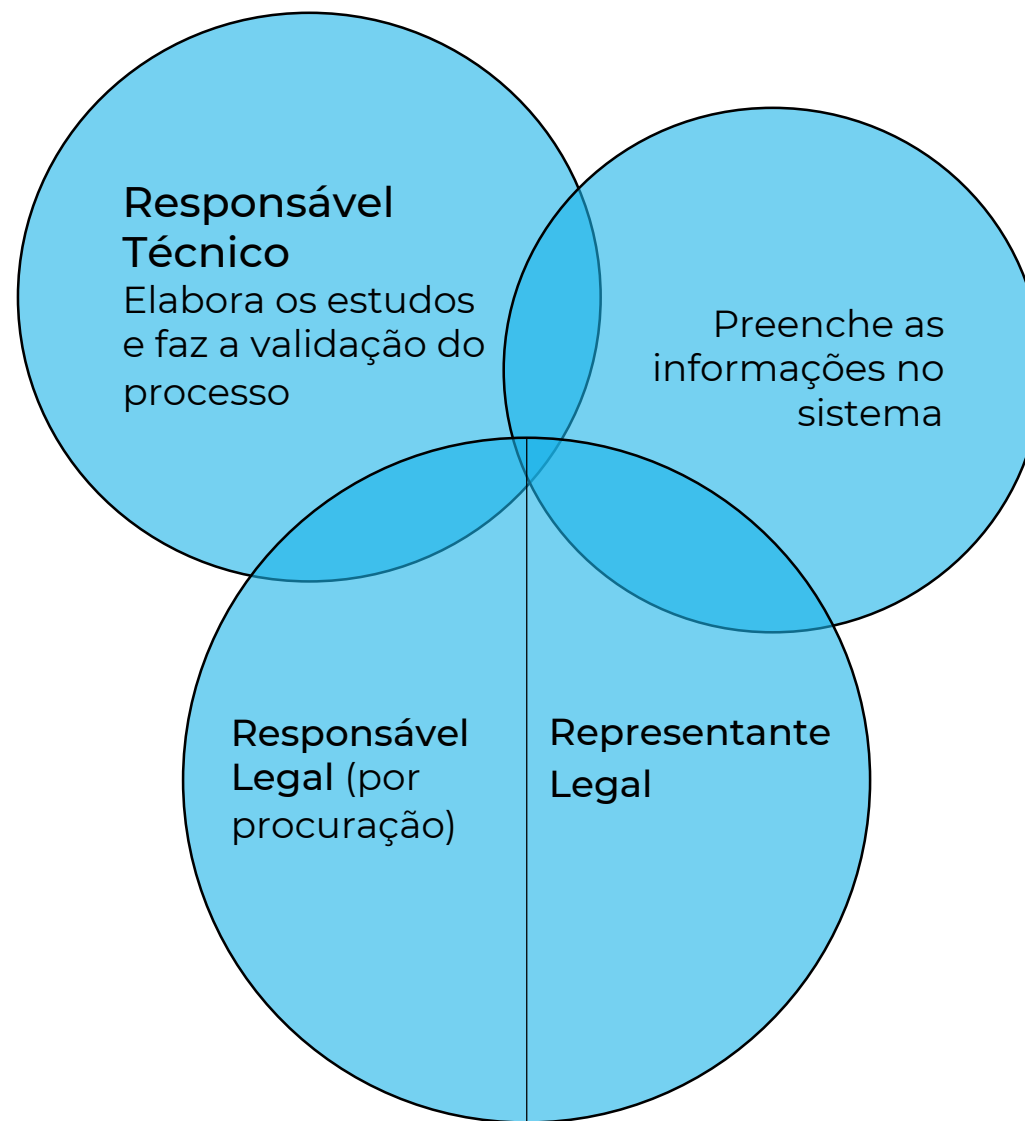 Responsável
Técnico
Elabora os estudos
e faz a validação do
processo
Preenche as
informações no
sistema
Responsável
Legal (por
procuração)
Representante
Legal